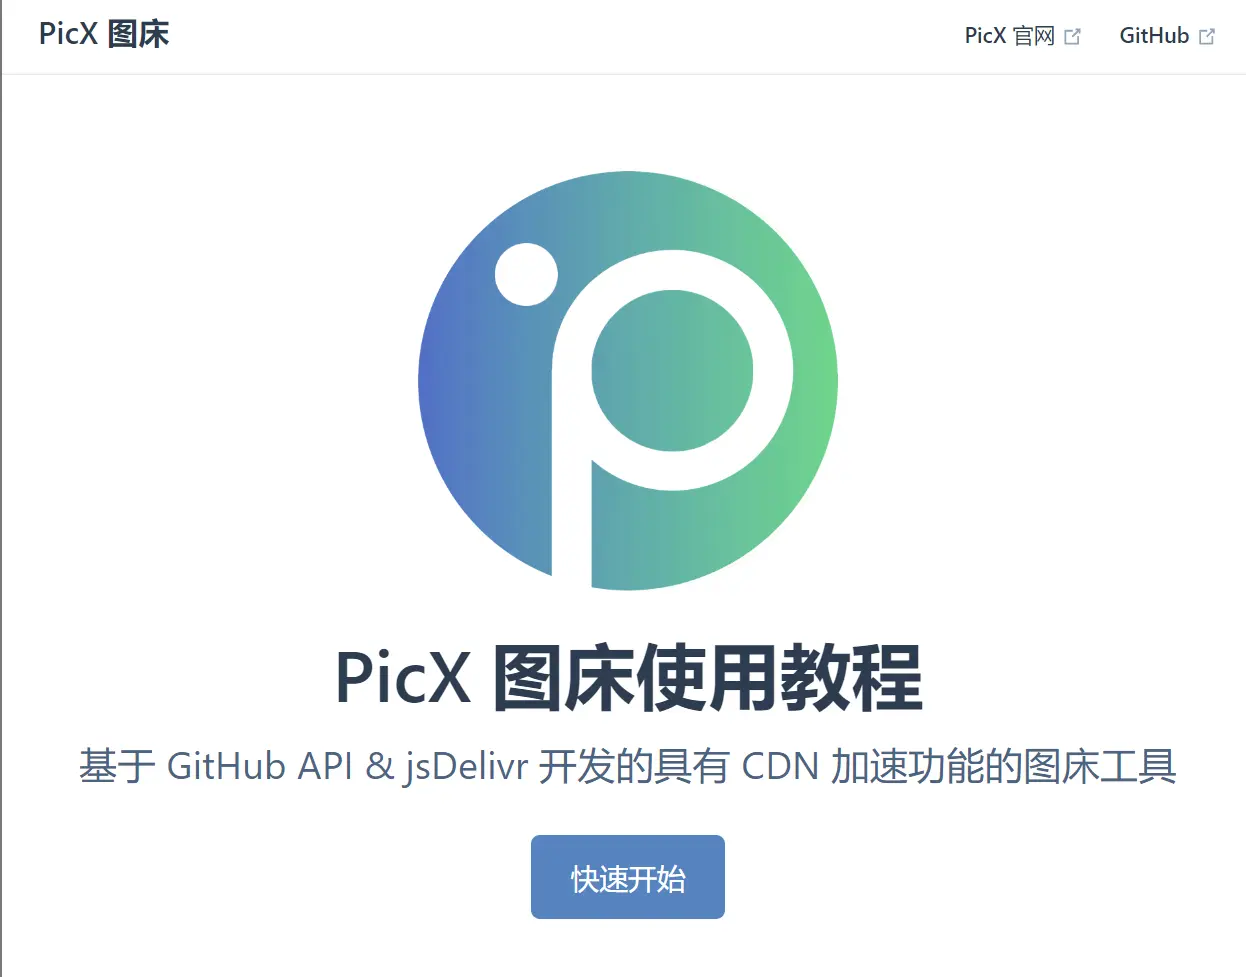 PicX 图床
PicX 官网
GitHub
PicX 图床使用教程
基于 GitHub API & jsDelivr 开发的具有 CDN 加速功能的图床工具
快速开始